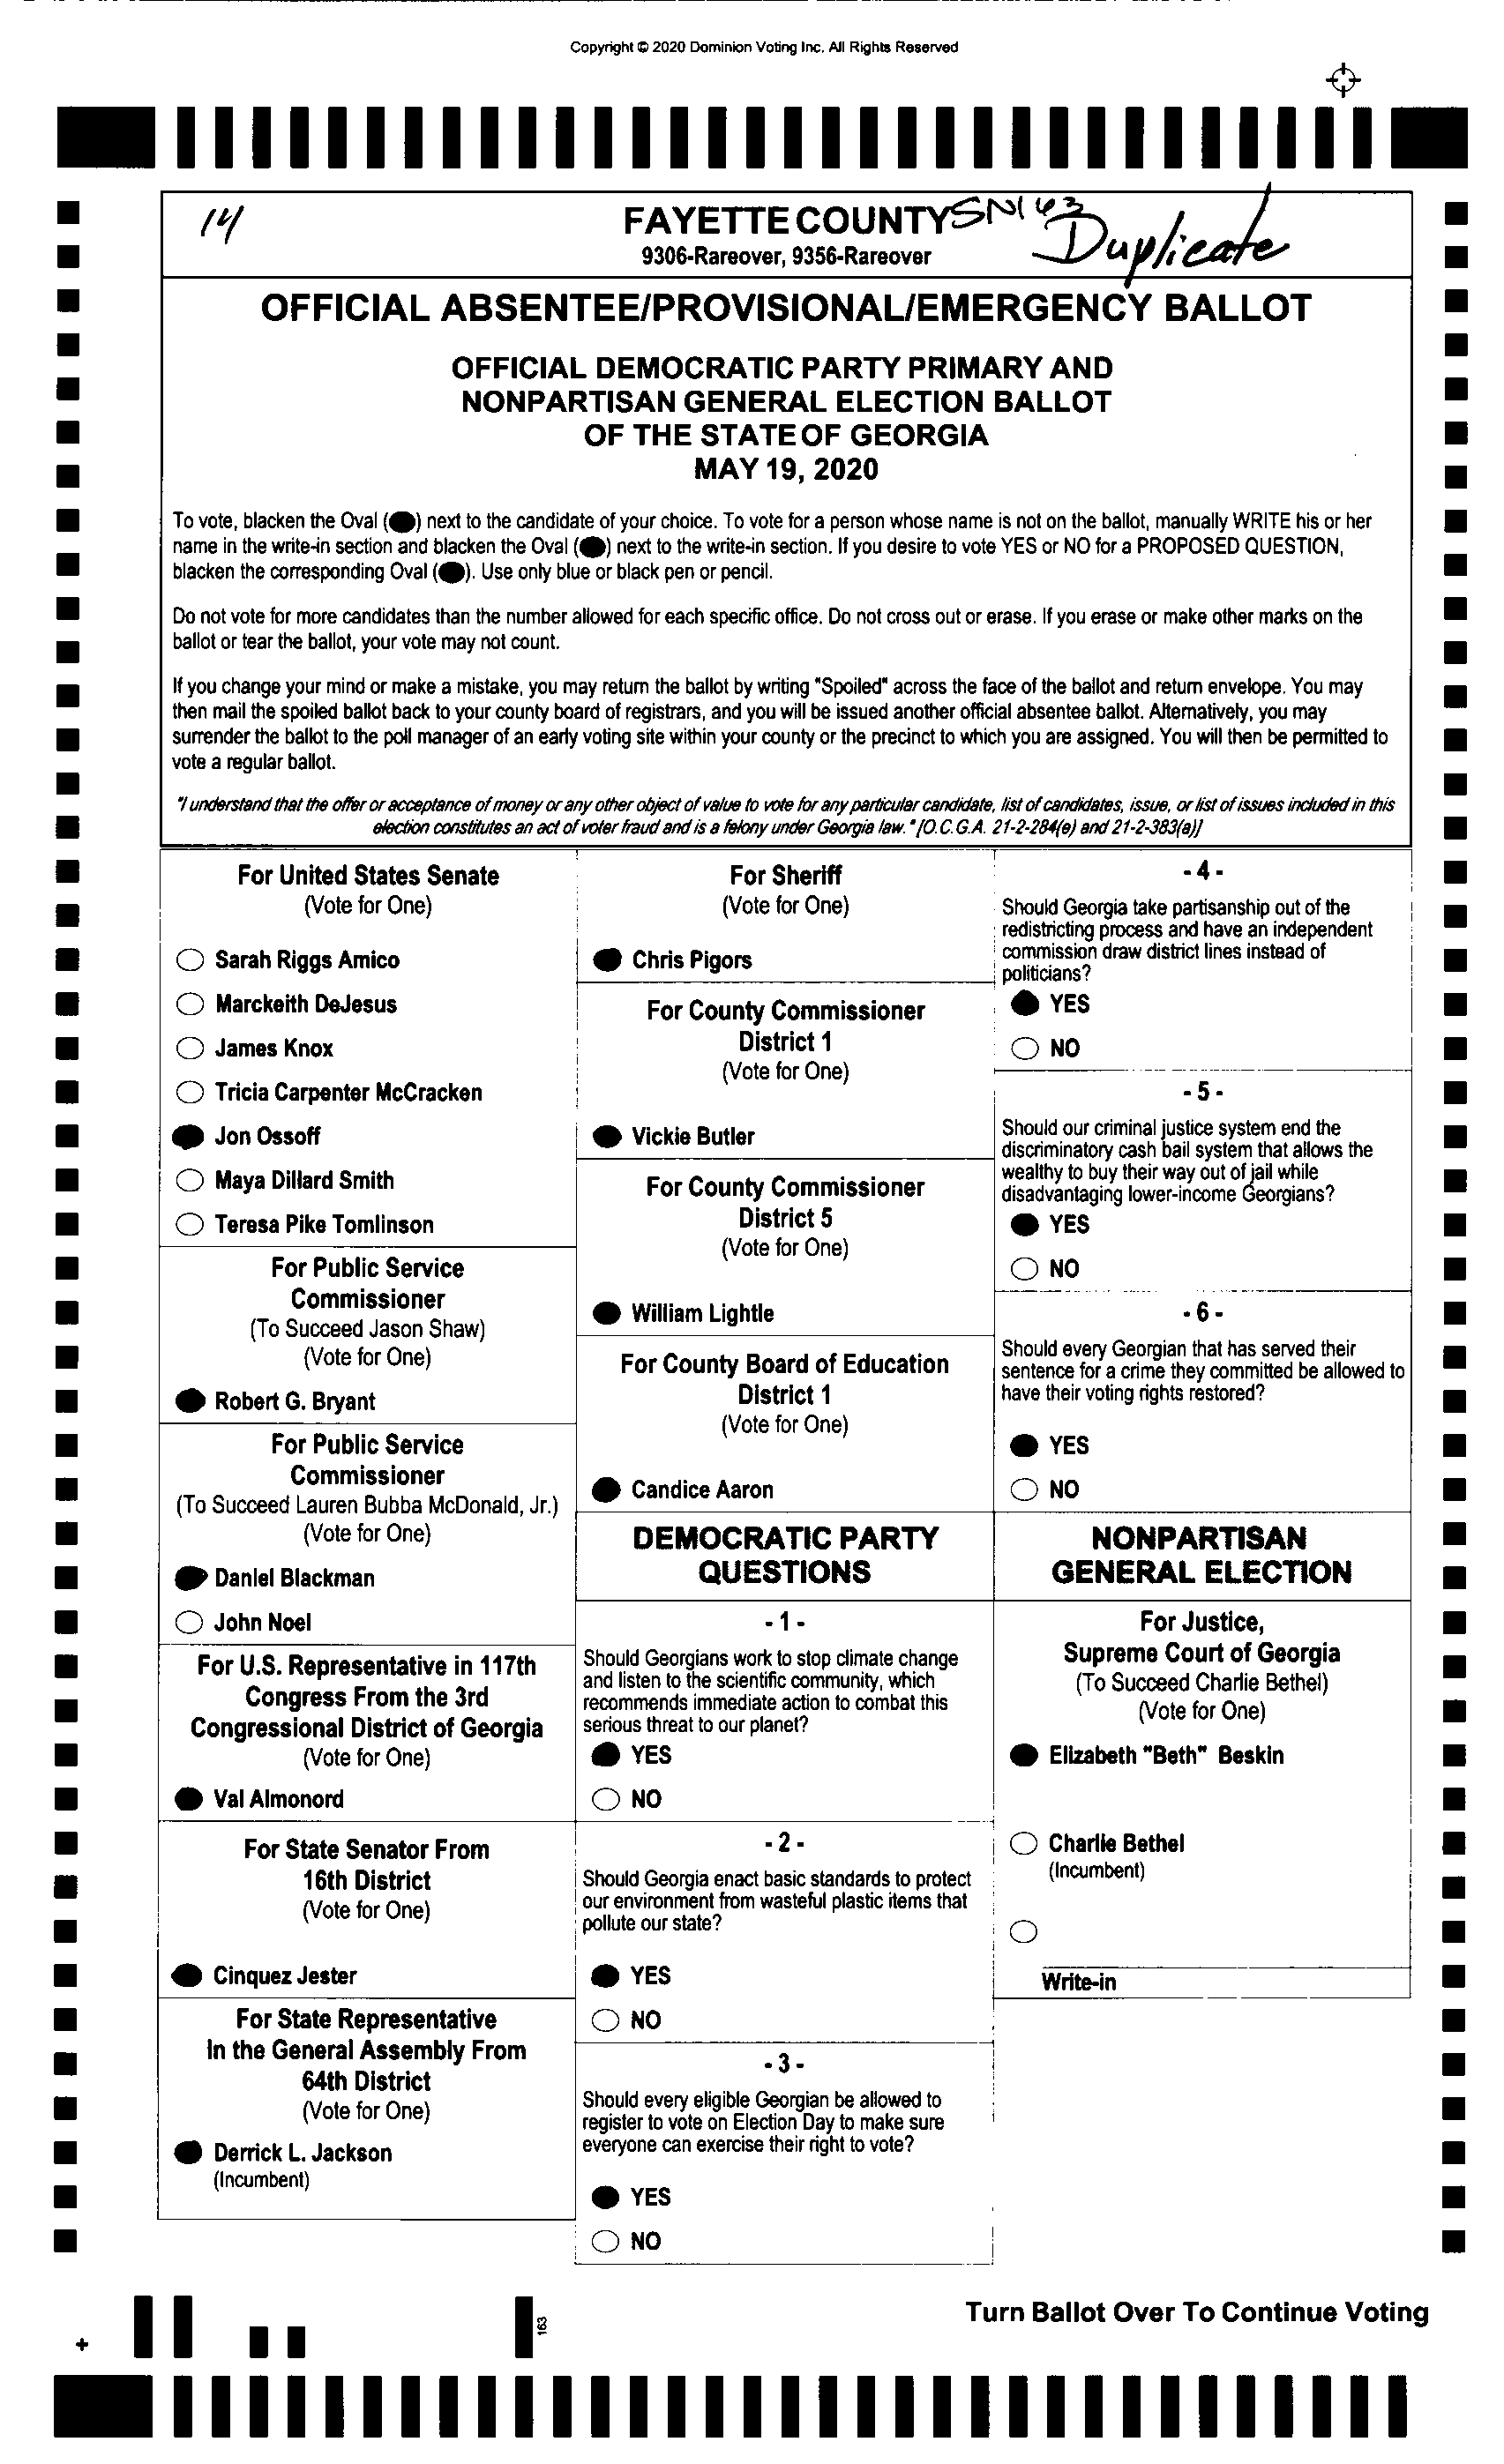 Copyright © 2020 Dominion Voting Inc. All Rights Reserved
14
FAYETTE COUNTY SN163
9306-Rareover, 9356-Rareover
Duplicate
OFFICIAL ABSENTEE/PROVISIONAL/EMERGENCY BALLOT
OFFICIAL DEMOCRATIC PARTY PRIMARY AND
NONPARTISAN GENERAL ELECTION BALLOT
OF THE STATE OF GEORGIA
MAY 19, 2020
To vote, blacken the Oval (●) next to the candidate of your choice. To vote for a person whose name is not on the ballot, manually WRITE his or her
name in the write-in section and blacken the Oval (●) next to the write-in section. If you desire to vote YES or NO for a PROPOSED QUESTION,
blacken the corresponding Oval (●). Use only blue or black pen or pencil.
Do not vote for more candidates than the number allowed for each specific office. Do not cross out or erase. If you erase or make other marks on the
ballot or tear the ballot, your vote may not count.
If you change your mind or make a mistake, you may return the ballot by writing "Spoiled" across the face of the ballot and return envelope. You may
then mail the spoiled ballot back to your county board of registrars, and you will be issued another official absentee ballot. Alternatively, you may
surrender the ballot to the poll manager of an early voting site within your county or the precinct to which you are assigned. You will then be permitted to
vote a regular ballot.
"I understand that the offer or acceptance of money or any other object of value to vote for any particular candidate, list of candidates, issue, or list of issues included in this
election constitutes an act of voter fraud and is a felony under Georgia law." [O.C.G.A. 21-2-284(e) and 21-2-383(a)]
For United States Senate
(Vote for One)
Sarah Riggs Amico
Marckeith DeJesus
James Knox
Tricia Carpenter McCracken
Jon Ossoff
Maya Dillard Smith
Teresa Pike Tomlinson
For Public Service
Commissioner
(To Succeed Jason Shaw)
(Vote for One)
Robert G. Bryant
For Public Service
Commissioner
(To Succeed Lauren Bubba McDonald, Jr.)
(Vote for One)
Daniel Blackman
John Noel
For U.S. Representative in 117th
Congress From the 3rd
Congressional District of Georgia
(Vote for One)
Val Almonord
For State Senator From
16th District
(Vote for One)
Cinquez Jester
For State Representative
In the General Assembly From
64th District
(Vote for One)
Derrick L. Jackson
(Incumbent)
For Sheriff
(Vote for One)
Chris Pigors
For County Commissioner
District 1
(Vote for One)
Vickie Butler
For County Commissioner
District 5
(Vote for One)
William Lightle
For County Board of Education
District 1
(Vote for One)
Candice Aaron
DEMOCRATIC PARTY
QUESTIONS
- 1 -
Should Georgians work to stop climate change
and listen to the scientific community, which
recommends immediate action to combat this
serious threat to our planet?
YES
NO
- 2 -
Should Georgia enact basic standards to protect
our environment from wasteful plastic items that
pollute our state?
YES
NO
- 3 -
Should every eligible Georgian be allowed to
register to vote on Election Day to make sure
everyone can exercise their right to vote?
YES
NO
- 4 -
Should Georgia take partisanship out of the
redistricting process and have an independent
commission draw district lines instead of
politicians?
YES
NO
- 5 -
Should our criminal justice system end the
discriminatory cash bail system that allows the
wealthy to buy their way out of jail while
disadvantaging lower-income Georgians?
YES
NO
- 6 -
Should every Georgian that has served their
sentence for a crime they committed be allowed to
have their voting rights restored?
YES
NO
NONPARTISAN
GENERAL ELECTION
For Justice,
Supreme Court of Georgia
(To Succeed Charlie Bethel)
(Vote for One)
Elizabeth "Beth" Beskin
Charlie Bethel
(Incumbent)
Write-in
163
Turn Ballot Over To Continue Voting